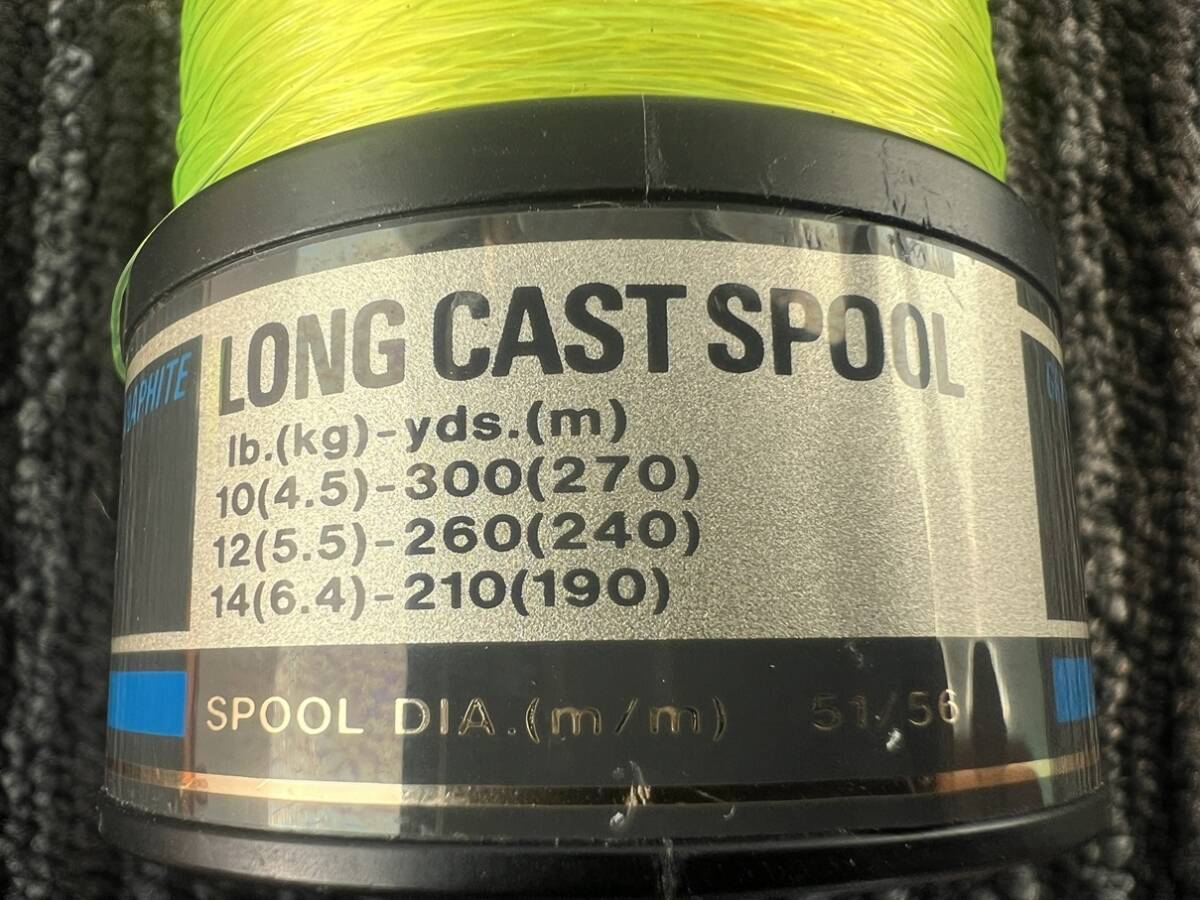 LONG CAST SPOOL
lb.(kg)-yds.(m)
10(4.5)-300(270)
12(5.5)-260(240)
14(6.4)-210(190)
SPOOL DIA.(m/m) 51/56